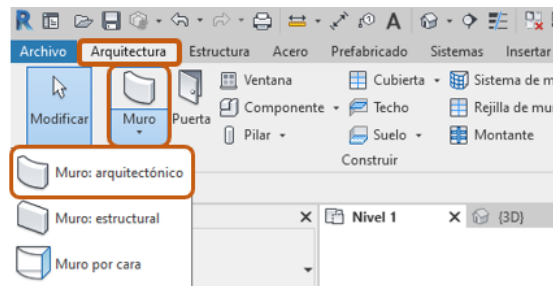 Archivo Arquitectura Estructura Acero Prefabricado Sistemas Insertar
Modificar
Muro
Puerta
Ventana
Componente
Pilar
Cubierta
Techo
Suelo
Sistema de m
Rejilla de mu
Montante
Construir
Muro: arquitectónico
Muro: estructural
Muro por cara
Nivel 1
{3D}